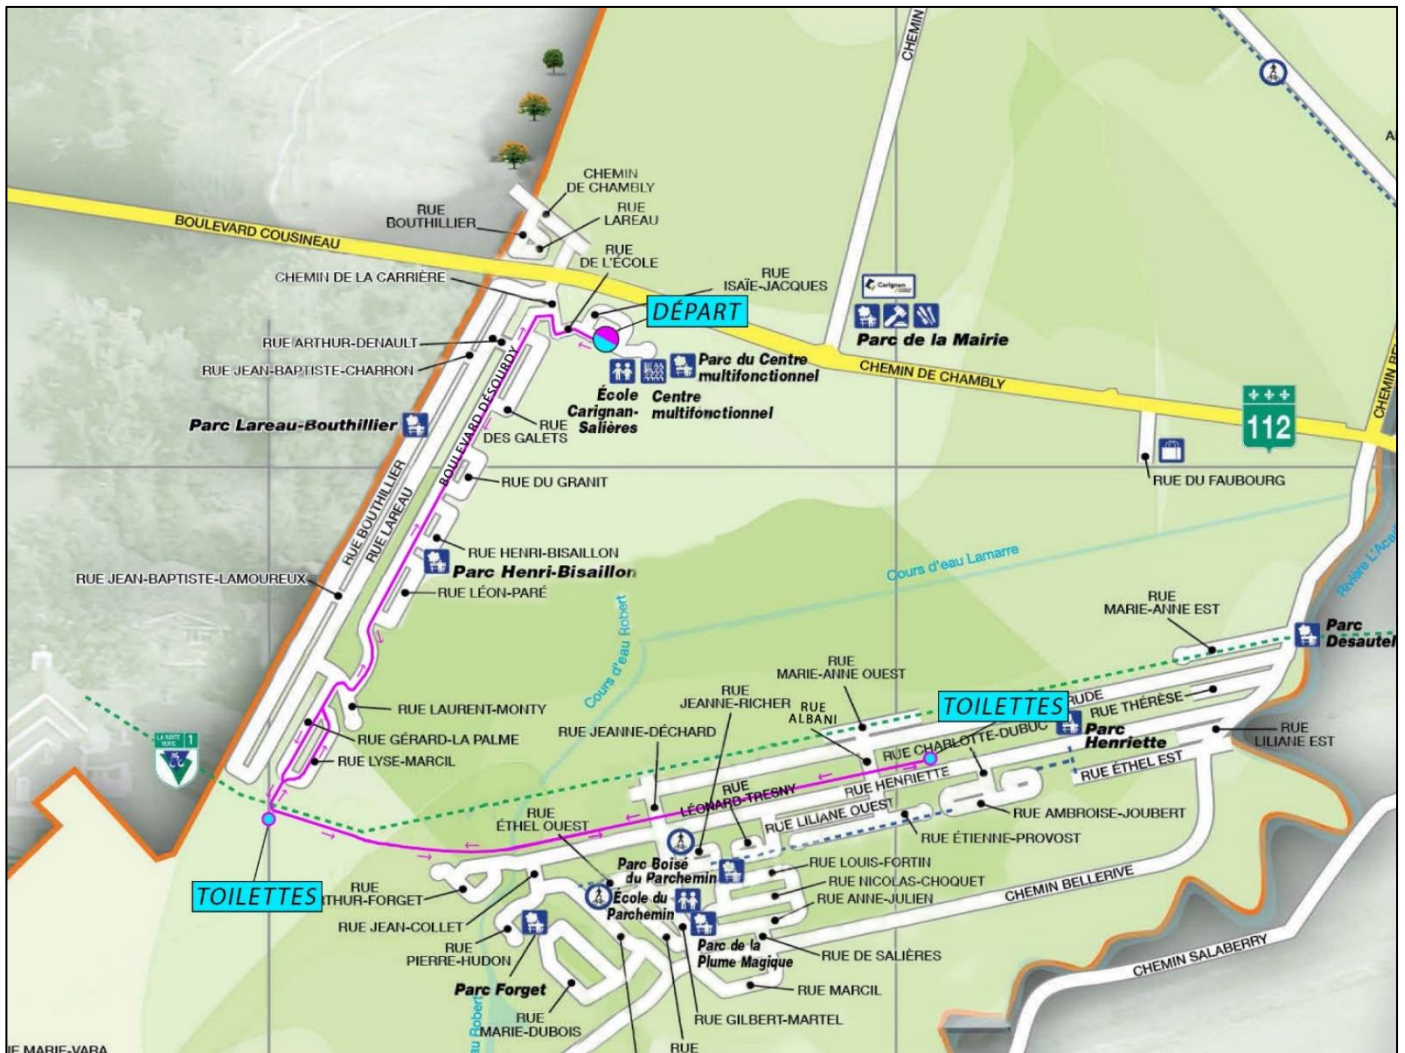 CHEMIN
CHEMIN
DE CHAMBLY
RUE
BOUTHILLIER
RUE
LAREAU
BOULEVARD COUSINEAU
RUE
DE L'ÉCOLE
CHEMIN DE LA CARRIÈRE
RUE
ISAÏE-JACQUES
DÉPART
Carignan
Parc de la Mairie
RUE ARTHUR-DENAULT
RUE JEAN-BAPTISTE-CHARRON
Parc du Centre
multifonctionnel
CHEMIN DE CHAMBLY
École
Carignan-
Salières
Centre
multifonctionnel
112
Parc Lareau-Bouthillier
BOULEVARD DÉSOURDY
RUE
DES GALETS
RUE DU GRANIT
RUE DU FAUBOURG
RUE BOUTHILLIER
RUE LAREAU
RUE HENRI-BISAILLON
Parc Henri-Bisaillon
RUE JEAN-BAPTISTE-LAMOUREUX
RUE LÉON-PARÉ
Cours d'eau Lamarre
Cours d'eau Robert
RUE
MARIE-ANNE EST
Parc
Desautel
RUE
MARIE-ANNE OUEST
RUE
JEANNE-RICHER
RUE
ALBANI
TOILETTES
RUDE
RUE THÉRÈSE
RUE LAURENT-MONTY
RUE JEANNE-DÉCHARD
RUE CHARLOTTE-DUBUC
Parc
Henriette
RUE
LILIANE EST
LA ROUTE
VERTE
1
RUE GÉRARD-LA PALME
RUE LYSE-MARCIL
RUE ÉTHEL EST
RUE
LÉONARD-TRESNY
RUE HENRIETTE
RUE LILIANE OUEST
RUE AMBROISE-JOUBERT
RUE
ÉTHEL OUEST
RUE ÉTIENNE-PROVOST
Parc Boisé
du Parchemin
RUE LOUIS-FORTIN
RUE NICOLAS-CHOQUET
RUE ANNE-JULIEN
CHEMIN BELLERIVE
TOILETTES
RUE
RTHUR-FORGET
École du
Parchemin
RUE JEAN-COLLET
RUE
PIERRE-HUDON
Parc de la
Plume Magique
RUE DE SALIÈRES
CHEMIN SALABERRY
Parc Forget
RUE MARCIL
RUE
MARIE-DUBOIS
RUE GILBERT-MARTEL
RUE